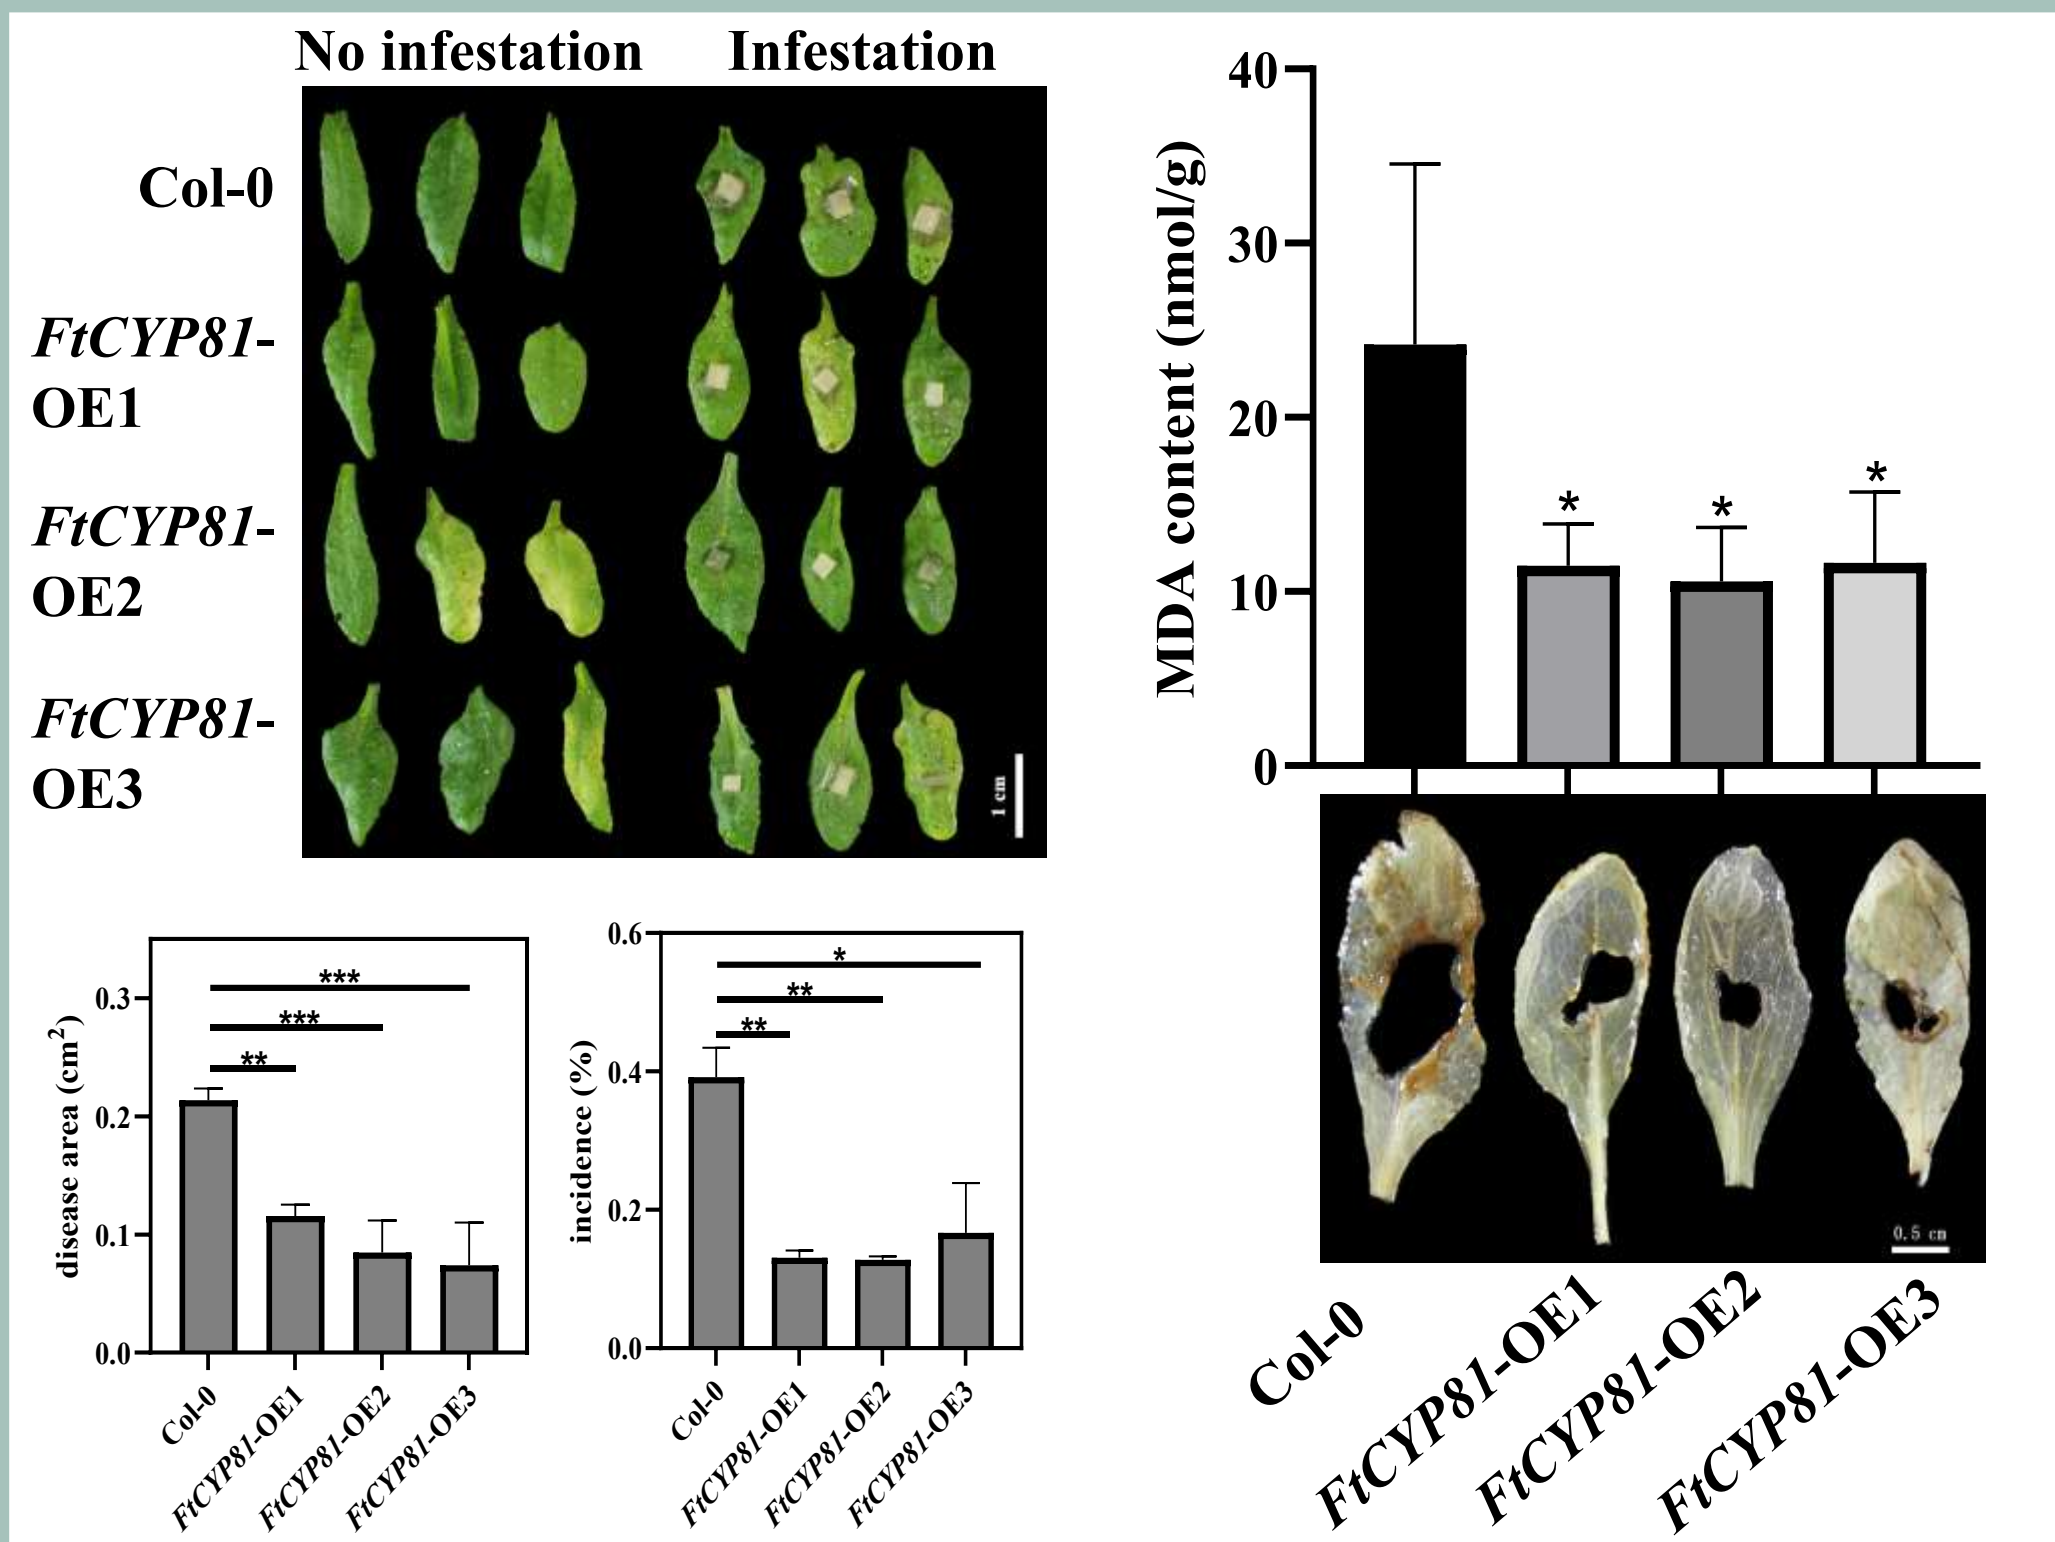 No infestation Infestation
Col-0
FtCYP81-
OE1
FtCYP81-
OE2
FtCYP81-
OE3
1 cm
MDA content (nmol/g)
40
30
20
10
0
*
*
*
0.5 cm
Col-0
FtCYP81-OE1
FtCYP81-OE2
FtCYP81-OE3
disease area (cm²)
0.3
0.2
0.1
0.0
***
***
**
Col-0
FtCYP81-OE1
FtCYP81-OE2
FtCYP81-OE3
incidence (%)
0.6
0.4
0.2
0.0
*
**
**
Col-0
FtCYP81-OE1
FtCYP81-OE2
FtCYP81-OE3